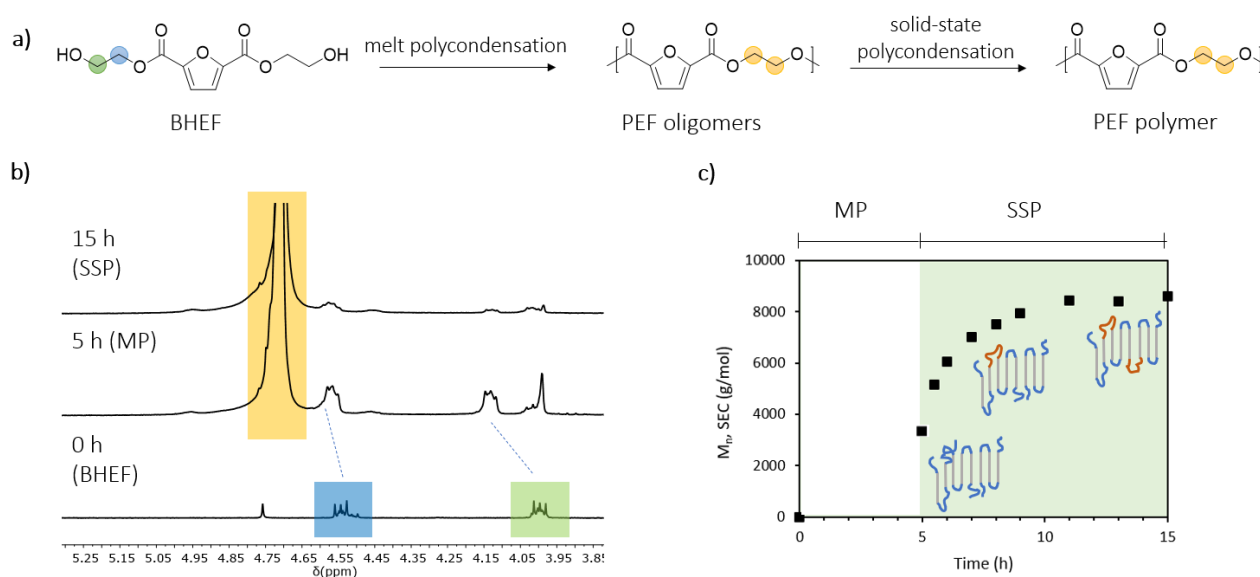 a)
HO
O
O
O
O
O
OH
BHEF
melt polycondensation
O
O
O
O
O
PEF oligomers
solid-state
polycondensation
O
O
O
O
O
PEF polymer
b)
15 h
(SSP)
5 h (MP)
0 h
(BHEF)
5.25 5.15 5.05 4.95 4.85 4.75 4.65 4.55 4.45 4.35 4.25 4.15 4.05 3.95 3.85
δ(ppm)
c)
MP
SSP
10000
8000
6000
4000
2000
0
Mn, SEC (g/mol)
0 5 10 15
Time (h)